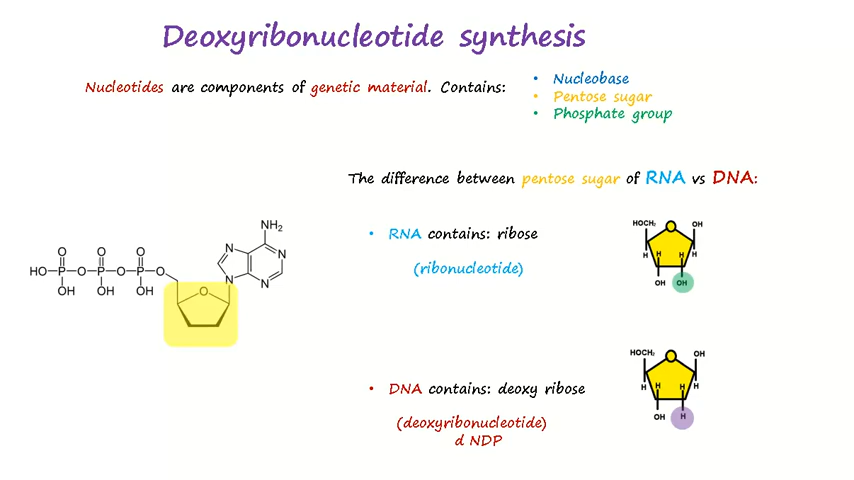 Deoxyribonucleotide synthesis
Nucleotides are components of genetic material. Contains:
• Nucleobase
• Pentose sugar
• Phosphate group
The difference between pentose sugar of RNA vs DNA:
• RNA contains: ribose
(ribonucleotide)
HOCH₂ OH
H H H H
OH OH
NH₂
N N
N N
O O O
HO-P-O-P-O-P-O
OH OH OH
O
• DNA contains: deoxy ribose
(deoxyribonucleotide)
d NDP
HOCH₂ OH
H H H H
OH H